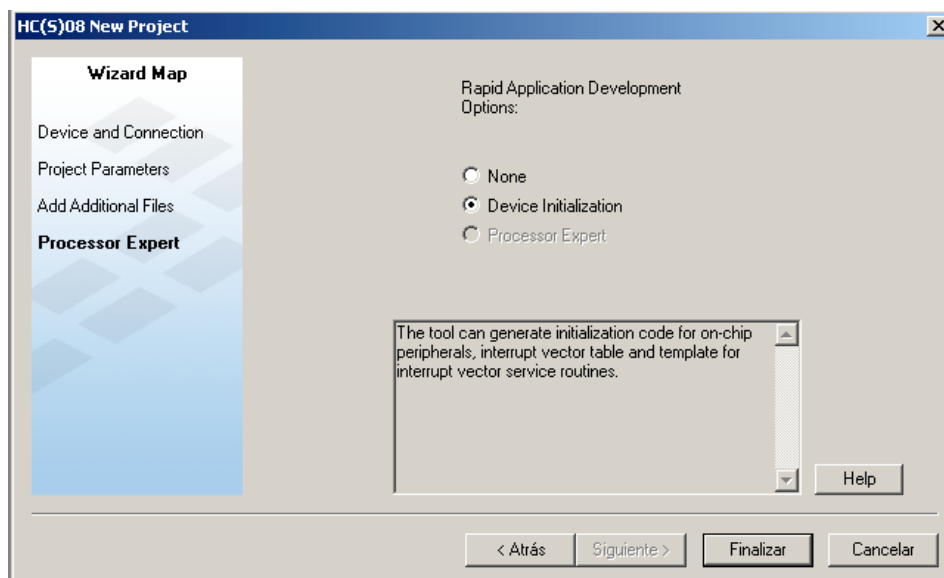 HC(S)08 New Project
Wizard Map
Device and Connection
Project Parameters
Add Additional Files
Processor Expert
Rapid Application Development
Options:
None
Device Initialization
Processor Expert
The tool can generate initialization code for on-chip
peripherals, interrupt vector table and template for
interrupt vector service routines.
Help
< Atrás
Siguiente >
Finalizar
Cancelar